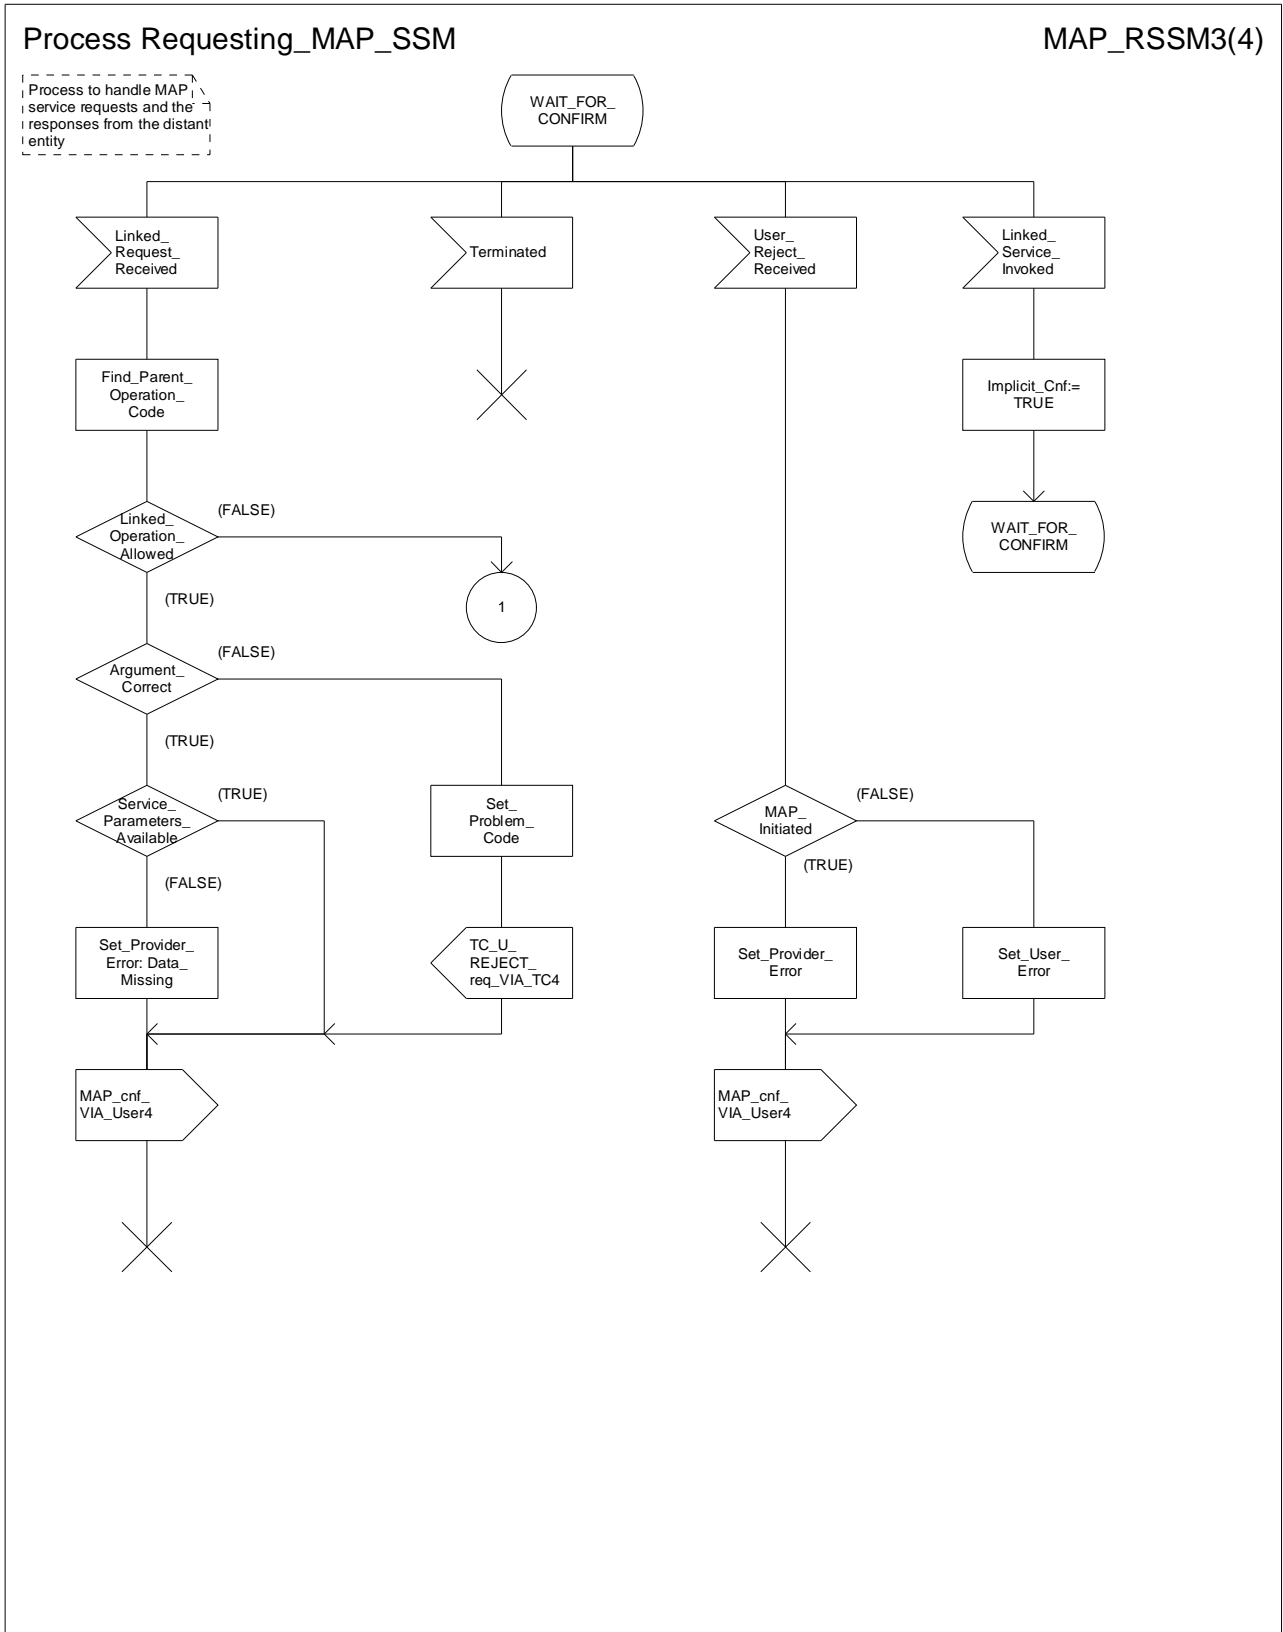 Process Requesting_MAP_SSM
MAP_RSSM3(4)
Process to handle MAP
service requests and the
responses from the distant
entity
WAIT_FOR_
CONFIRM
Linked_
Request_
Received
Terminated
User_
Reject_
Received
Linked_
Service_
Invoked
Find_Parent_
Operation_
Code
Implicit_Cnf:=
TRUE
Linked_
Operation_
Allowed
(FALSE)
WAIT_FOR_
CONFIRM
(TRUE)
1
Argument_
Correct
(FALSE)
(TRUE)
Service_
Parameters_
Available
(TRUE)
Set_
Problem_
Code
MAP_
Initiated
(FALSE)
(FALSE)
(TRUE)
Set_Provider_
Error: Data_
Missing
TC_U_
REJECT_
req_VIA_TC4
Set_Provider_
Error
Set_User_
Error
MAP_cnf_
VIA_User4
MAP_cnf_
VIA_User4